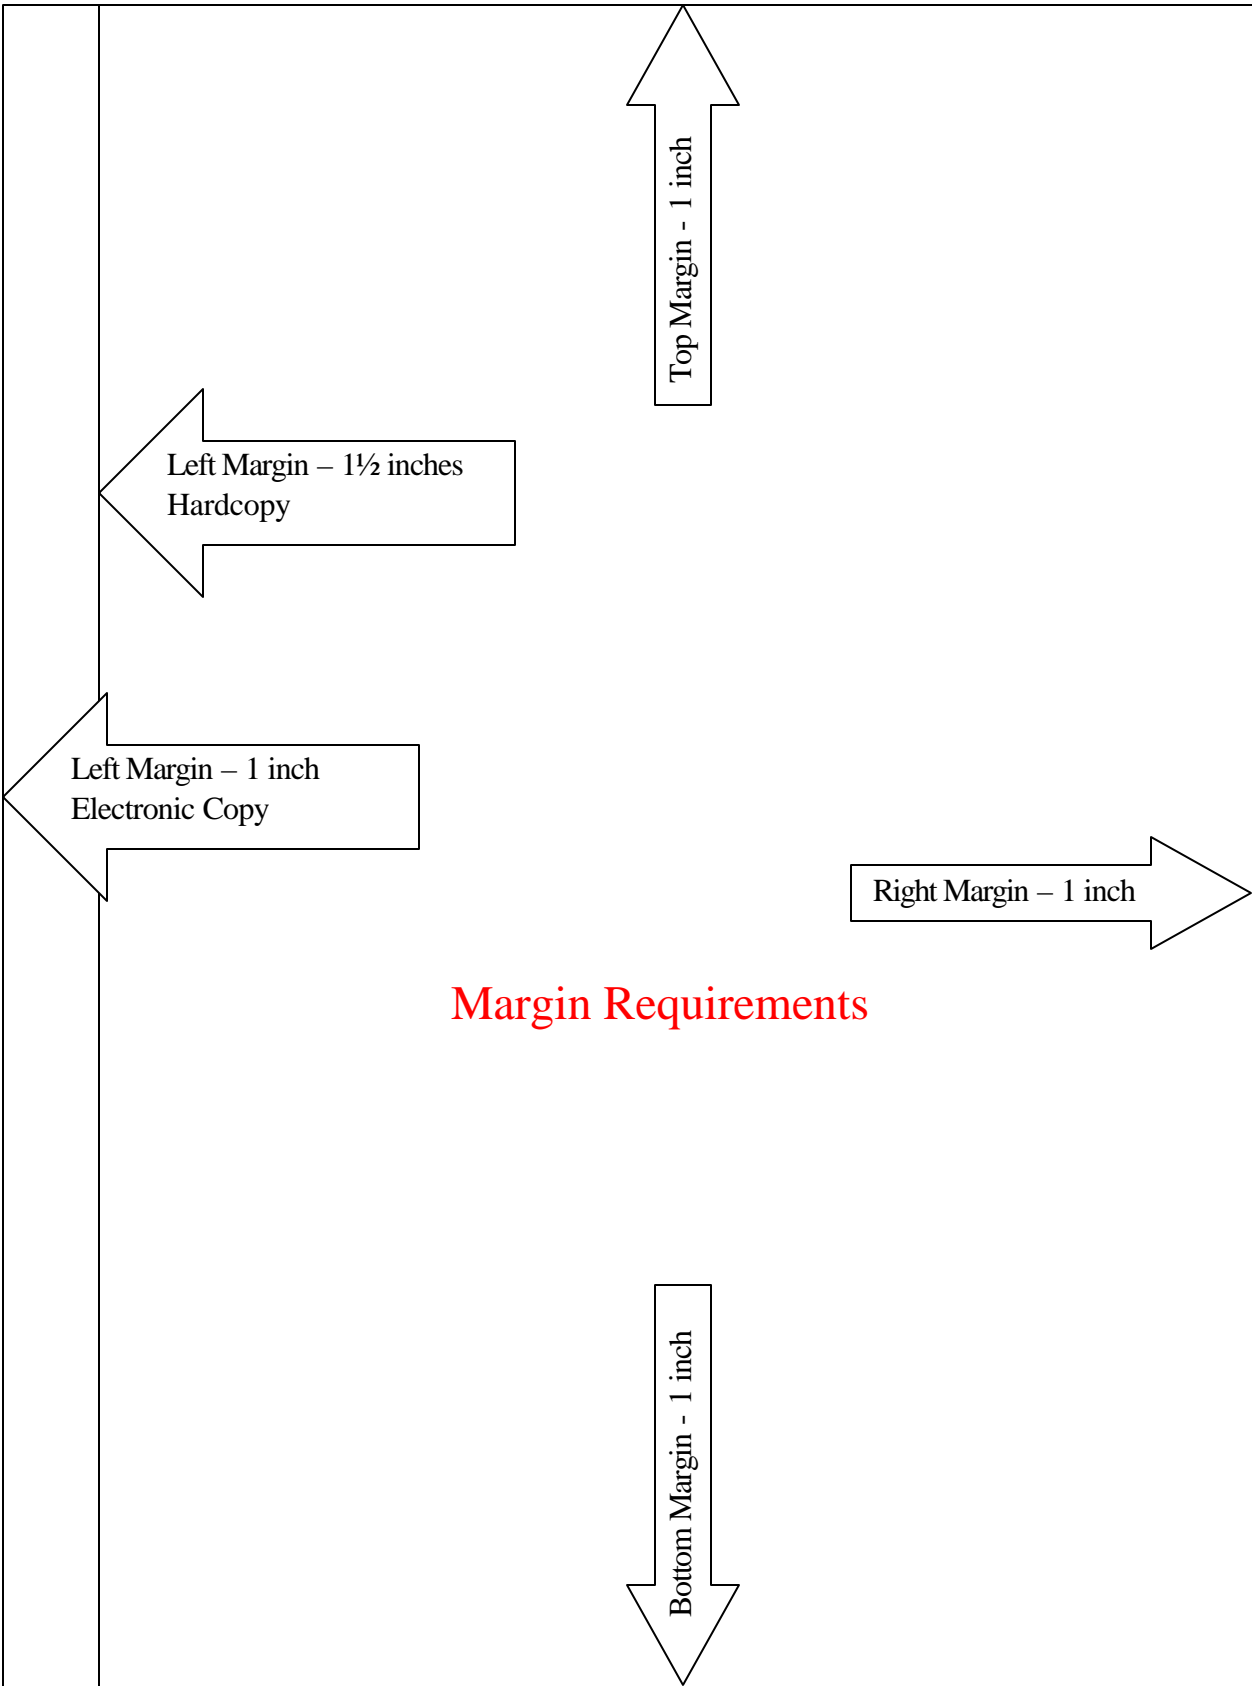 Top Margin - 1 inch
Left Margin – 1½ inches
Hardcopy
Left Margin – 1 inch
Electronic Copy
Right Margin – 1 inch
Margin Requirements
Bottom Margin - 1 inch